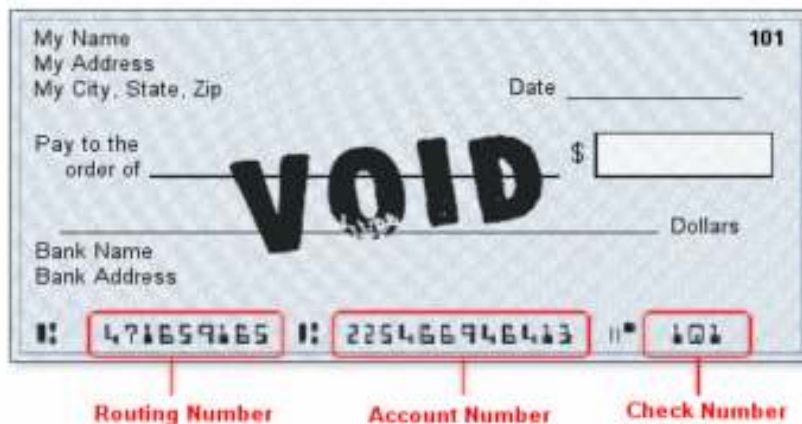 My Name
101
My Address
My City, State, Zip
Date
Pay to the
order of
$
VOID
Dollars
Bank Name
Bank Address
471659165 225466946413 101
Routing Number Account Number Check Number